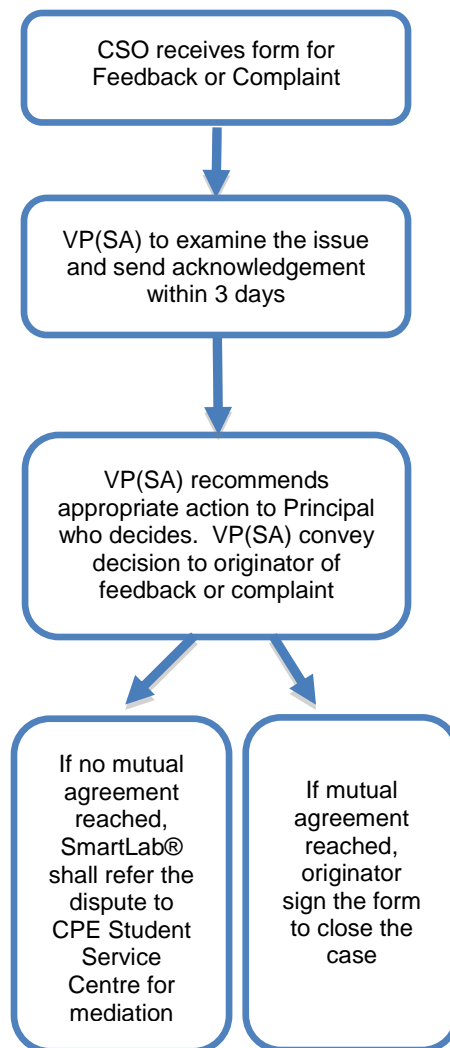 CSO receives form for
Feedback or Complaint
VP(SA) to examine the issue
and send acknowledgement
within 3 days
VP(SA) recommends
appropriate action to Principal
who decides. VP(SA) convey
decision to originator of
feedback or complaint
If no mutual
agreement
reached,
SmartLab®
shall refer the
dispute to
CPE Student
Service
Centre for
mediation
If mutual
agreement
reached,
originator
sign the form
to close the
case